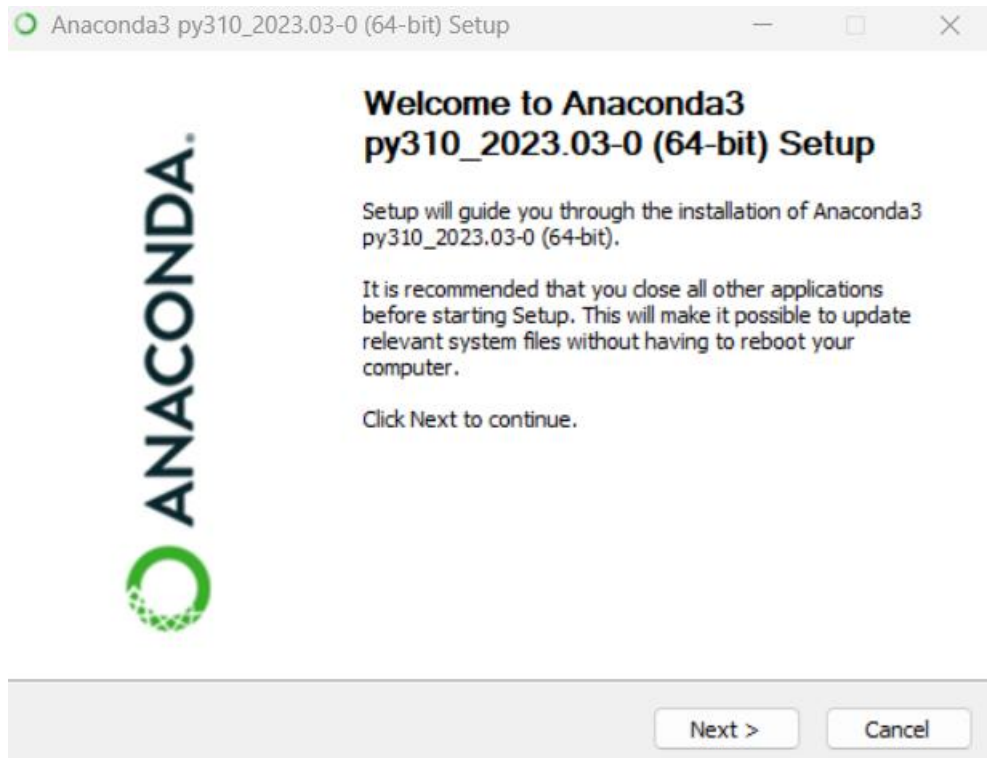 Anaconda3 py310_2023.03-0 (64-bit) Setup
ANACONDA.
Welcome to Anaconda3
py310_2023.03-0 (64-bit) Setup
Setup will guide you through the installation of Anaconda3
py310_2023.03-0 (64-bit).
It is recommended that you close all other applications
before starting Setup. This will make it possible to update
relevant system files without having to reboot your
computer.
Click Next to continue.
Next >
Cancel